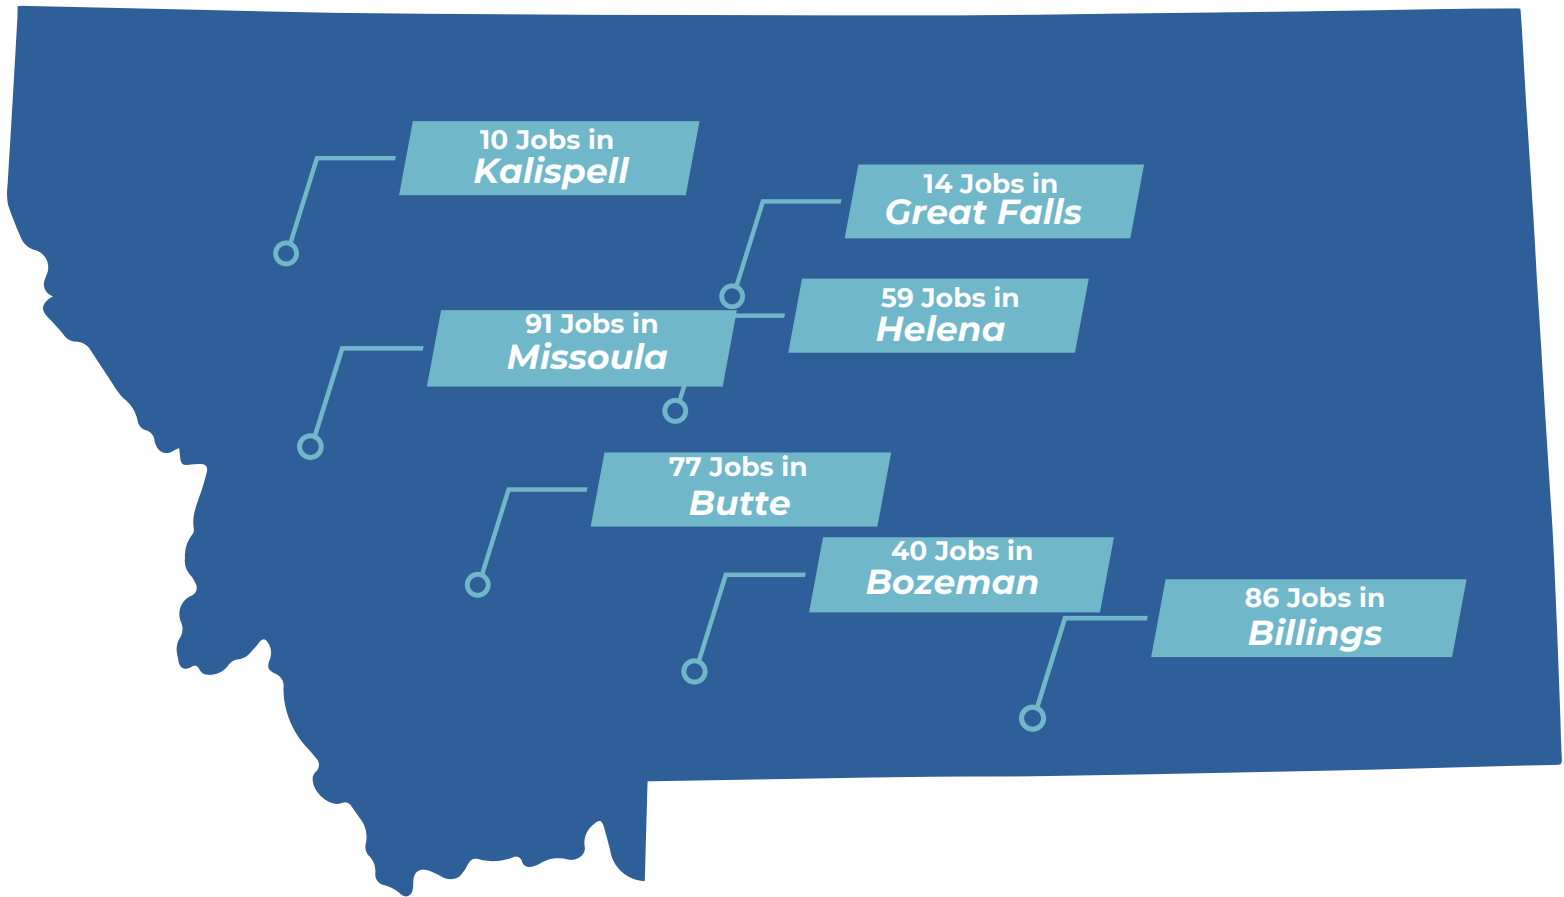 10 Jobs in
Kalispell
14 Jobs in
Great Falls
59 Jobs in
Helena
91 Jobs in
Missoula
77 Jobs in
Butte
40 Jobs in
Bozeman
86 Jobs in
Billings